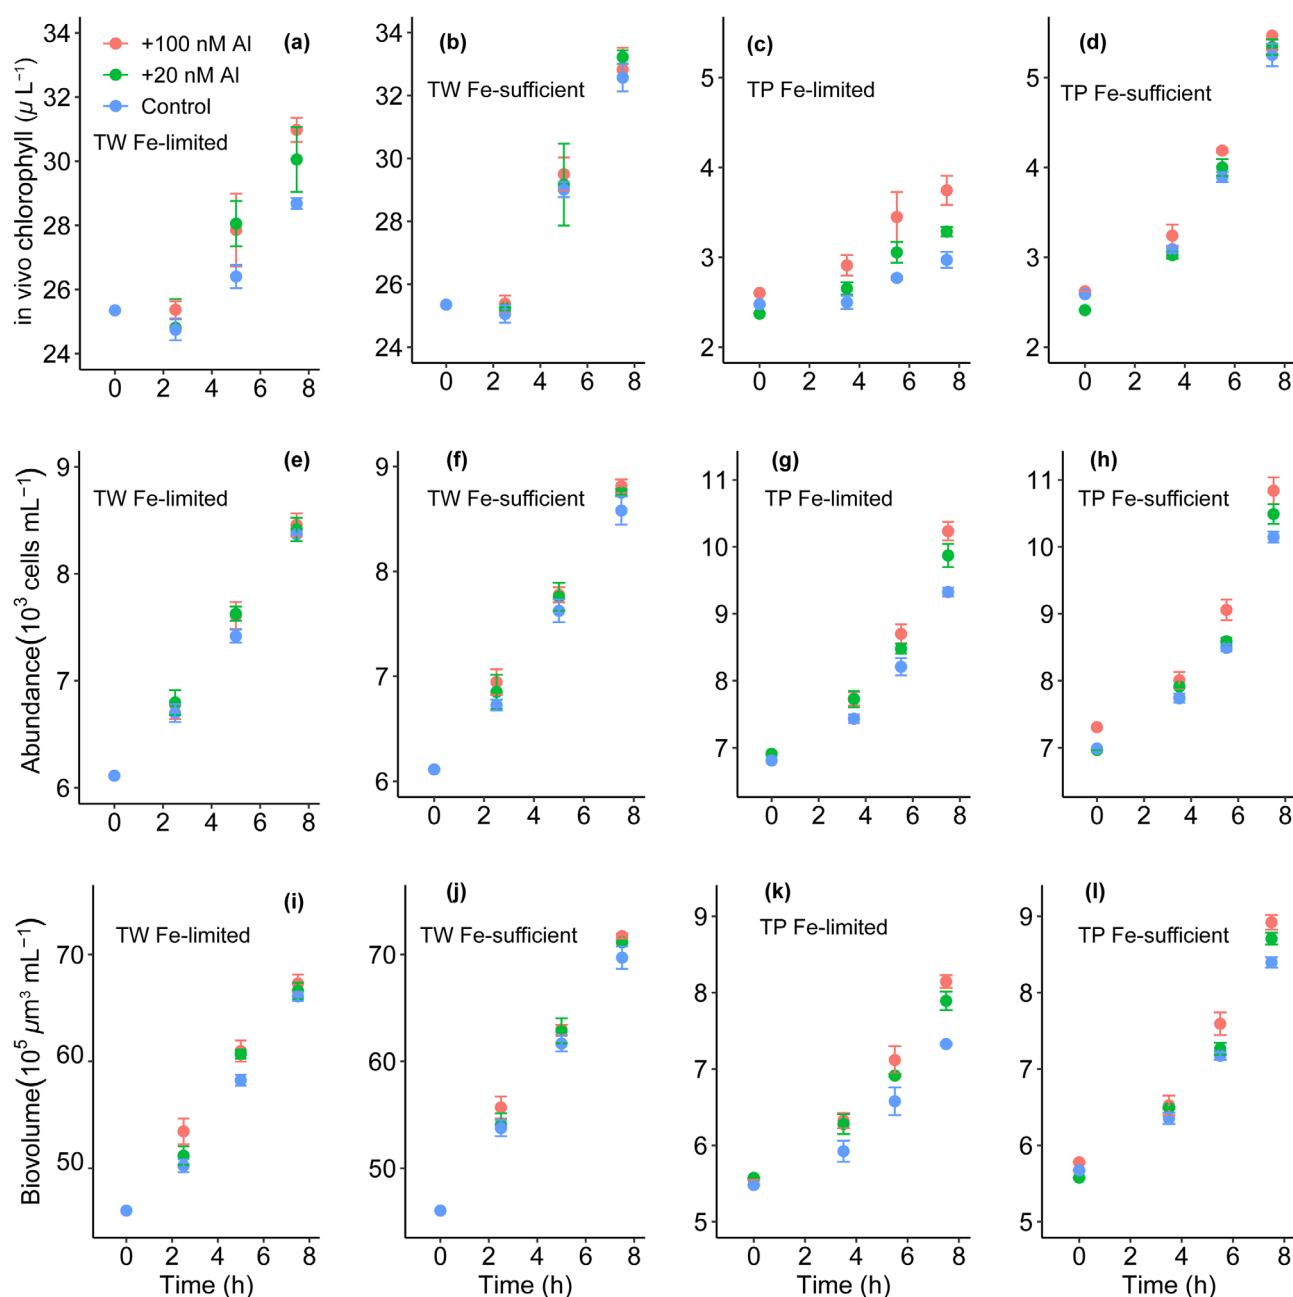 +100 nM Al
+20 nM Al
Control
(a)
TW Fe-limited
in vivo chlorophyll (µ L⁻¹)
34
32
30
28
26
24
0 2 4 6 8
(b)
TW Fe-sufficient
34
32
30
28
26
24
0 2 4 6 8
(c)
TP Fe-limited
5
4
3
2
0 2 4 6 8
(d)
TP Fe-sufficient
5
4
3
2
0 2 4 6 8
(e)
TW Fe-limited
Abundance(10³ cells mL⁻¹)
9
8
7
6
0 2 4 6 8
(f)
TW Fe-sufficient
9
8
7
6
0 2 4 6 8
(g)
TP Fe-limited
11
10
9
8
7
0 2 4 6 8
(h)
TP Fe-sufficient
11
10
9
8
7
0 2 4 6 8
(i)
TW Fe-limited
Biovolume(10⁵ µm³ mL⁻¹)
70
60
50
0 2 4 6 8
Time (h)
(j)
TW Fe-sufficient
70
60
50
0 2 4 6 8
Time (h)
(k)
TP Fe-limited
9
8
7
6
5
0 2 4 6 8
Time (h)
(l)
TP Fe-sufficient
9
8
7
6
5
0 2 4 6 8
Time (h)